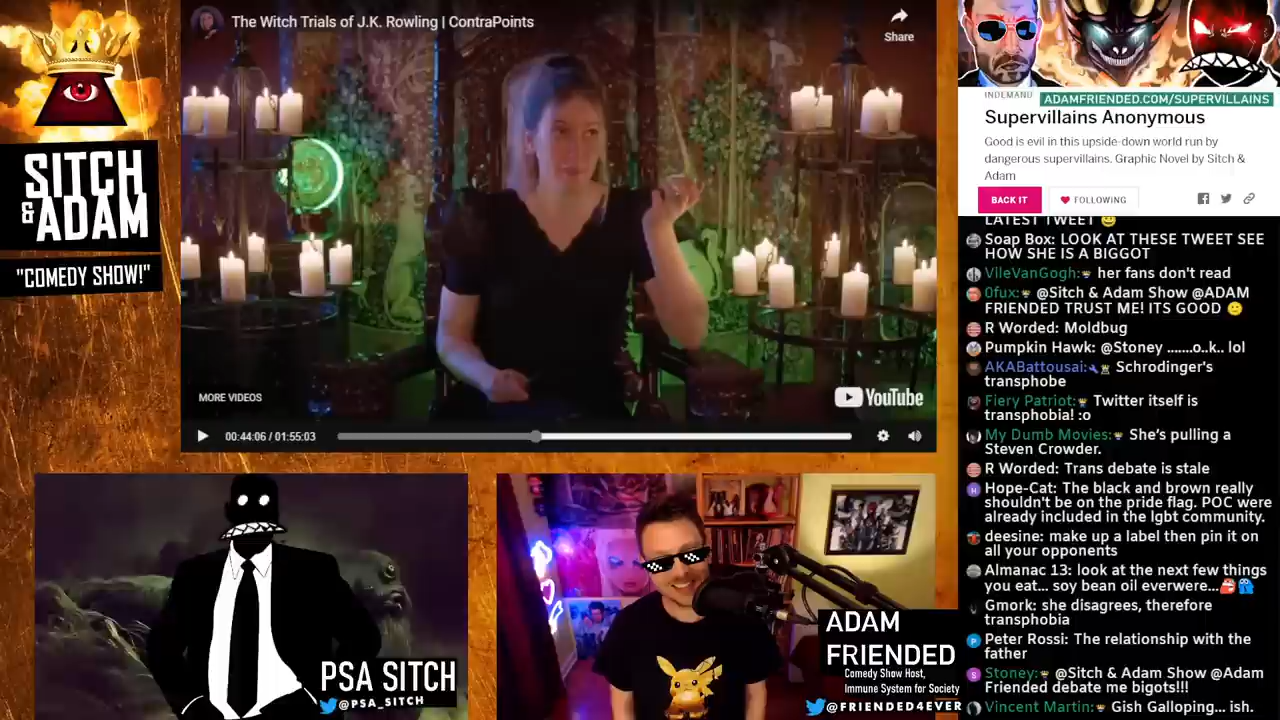 SITCH
& ADAM
"COMEDY SHOW!"
The Witch Trials of J.K. Rowling | ContraPoints
Share
MORE VIDEOS
YouTube
00:44:06 / 01:55:03
PSA SITCH
@PSA_SITCH
ADAM
FRIENDED
Comedy Show Host,
Immune System for Society
@FRIENDED4EVER
INDEMAND
ADAMFRIENDED.COM/SUPERVILLAINS
Supervillains Anonymous
Good is evil in this upside-down world run by
dangerous supervillains. Graphic Novel by Sitch &
Adam
BACK IT
FOLLOWING
LATEST TWEET
Soap Box: LOOK AT THESE TWEET SEE
HOW SHE IS A BIGGOT
VileVanGogh: her fans don't read
0fux: @Sitch & Adam Show @ADAM
FRIENDED TRUST ME! ITS GOOD
R Worded: Moldbug
Pumpkin Hawk: @Stoney .......o..k.. lol
AKABattousai: Schrodinger's
transphobe
Fiery Patriot: Twitter itself is
transphobia! :o
My Dumb Movies: She’s pulling a
Steven Crowder.
R Worded: Trans debate is stale
Hope-Cat: The black and brown really
shouldn't be on the pride flag. POC were
already included in the lgbt community.
deesine: make up a label then pin it on
all your opponents
Almanac 13: look at the next few things
you eat... soy bean oil everwere...
Gmork: she disagrees, therefore
transphobia
Peter Rossi: The relationship with the
father
Stoney: @Sitch & Adam Show @Adam
Friended debate me bigots!!!
Vincent Martin: Gish Galloping... ish.